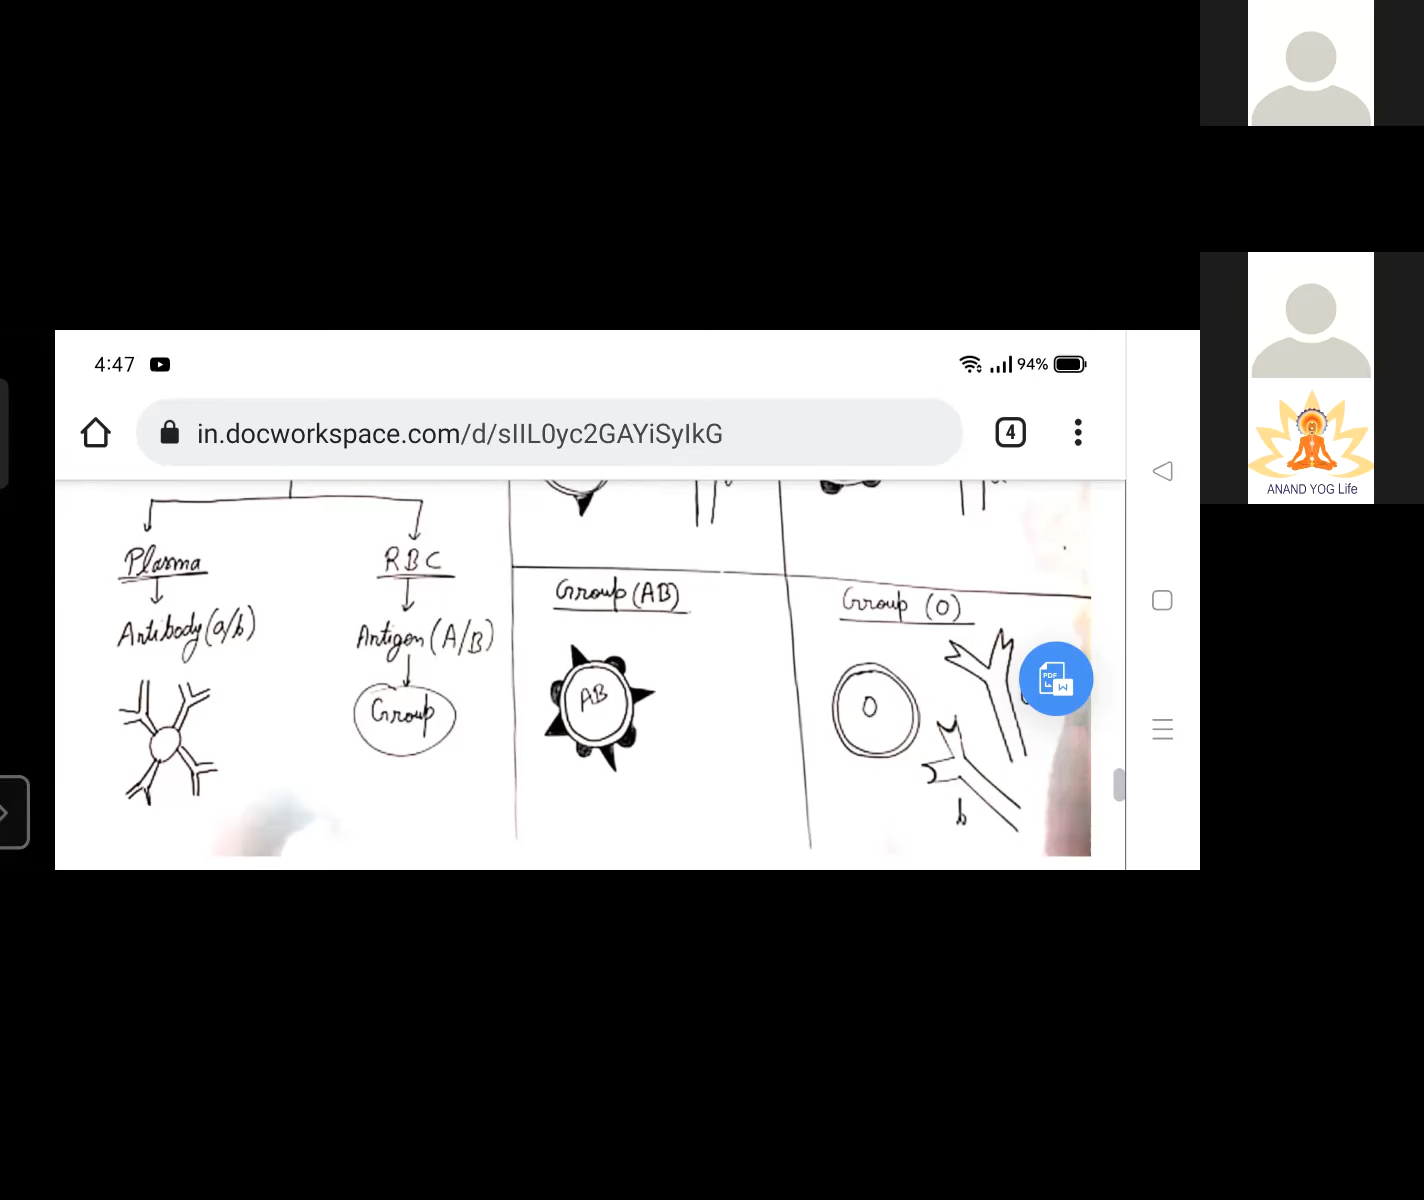 4:47
94%
in.docworkspace.com/d/sIIL0yc2GAYiSyIkG
4
ANAND YOG Life
Plasma
RBC
Antibody (a/b)
Antigen (A/B)
Group
Group (AB)
AB
Group (O)
O
b
PDF
W